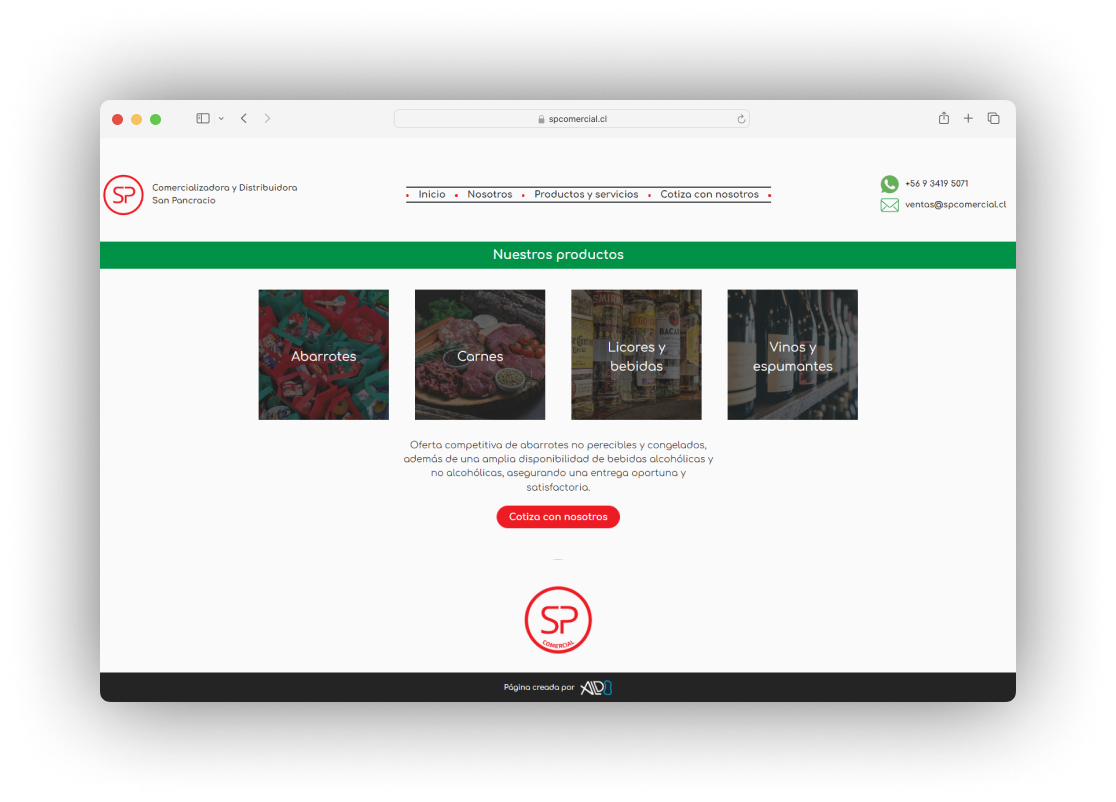 spcomercial.cl
SP
Comercializadora y Distribuidora
San Pancracio
Inicio • Nosotros • Productos y servicios • Cotiza con nosotros
+56 9 3419 5071
ventas@spcomercial.cl
Nuestros productos
Abarrotes
Carnes
SMIRN
BACA
Licores y
bebidas
Vinos y
espumantes
Oferta competitiva de abarrotes no perecibles y congelados,
además de una amplia disponibilidad de bebidas alcohólicas y
no alcohólicas, asegurando una entrega oportuna y
satisfactoria.
Cotiza con nosotros
SP
COMERCIAL
Página creada por